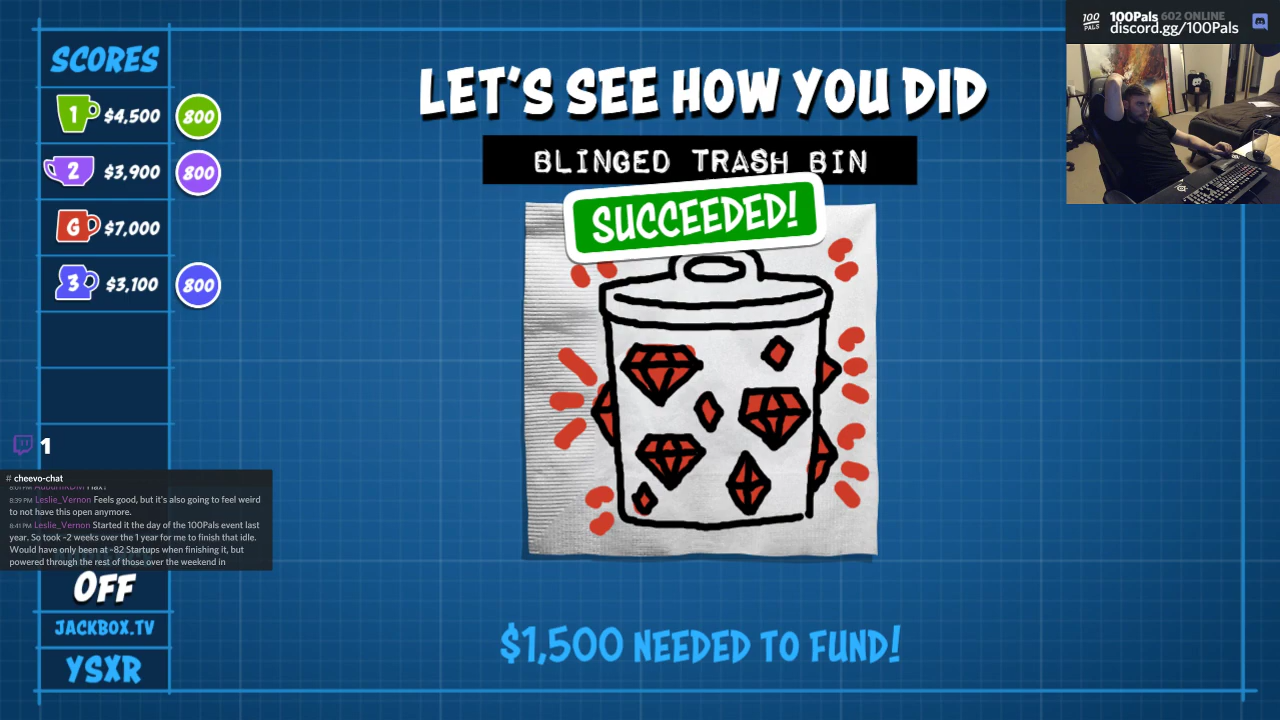 100
PALS
100Pals 602 ONLINE
discord.gg/100Pals
SCORES
1 $4,500 800
2 $3,900 800
G $7,000
3 $3,100 800
LET'S SEE HOW YOU DID
BLINGED TRASH BIN
SUCCEEDED!
$1,500 NEEDED TO FUND!
1
# cheevo-chat
8:39 PM Leslie_Vernon Feels good, but it's also going to feel weird
to not have this open anymore.
8:41 PM Leslie_Vernon Started it the day of the 100Pals event last
year. So took ~2 weeks over the 1 year for me to finish that idle.
Would have only been at ~82 Startups when finishing it, but
powered through the rest of those over the weekend in
OFF
JACKBOX.TV
YSXR